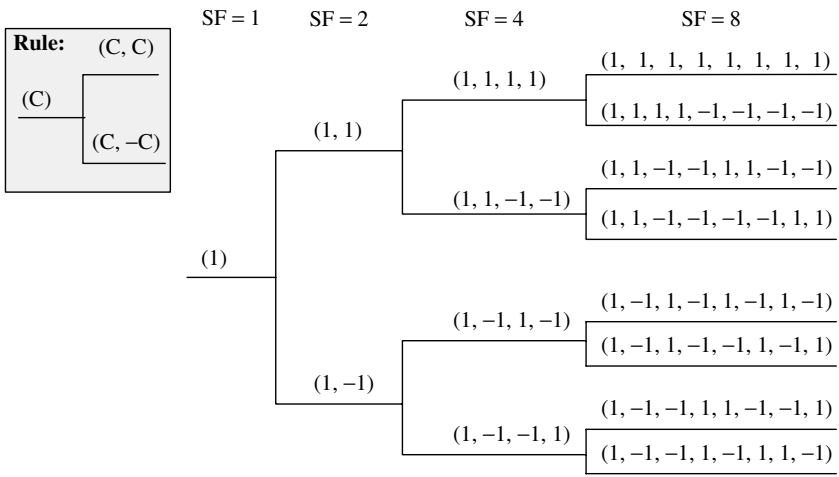 SF = 1 SF = 2 SF = 4 SF = 8
Rule: (C, C)
(C)
(C, –C)
(1)
(1, 1)
(1, –1)
(1, 1, 1, 1)
(1, 1, –1, –1)
(1, –1, 1, –1)
(1, –1, –1, 1)
(1, 1, 1, 1, 1, 1, 1, 1)
(1, 1, 1, 1, –1, –1, –1, –1)
(1, 1, –1, –1, 1, 1, –1, –1)
(1, 1, –1, –1, –1, –1, 1, 1)
(1, –1, 1, –1, 1, –1, 1, –1)
(1, –1, 1, –1, –1, 1, –1, 1)
(1, –1, –1, 1, 1, –1, –1, 1)
(1, –1, –1, 1, –1, 1, 1, –1)